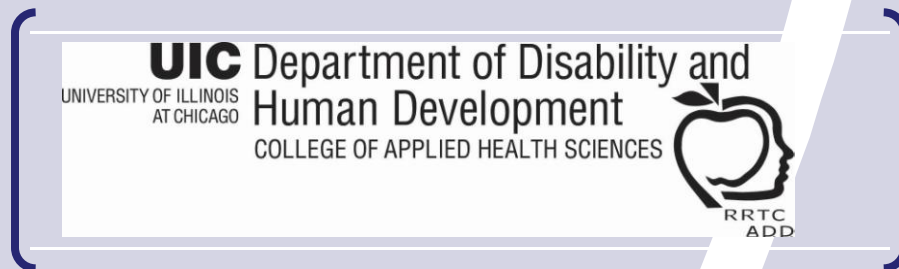 UIC Department of Disability and
UNIVERSITY OF ILLINOIS
AT CHICAGO
Human Development
COLLEGE OF APPLIED HEALTH SCIENCES
RRTC
ADD